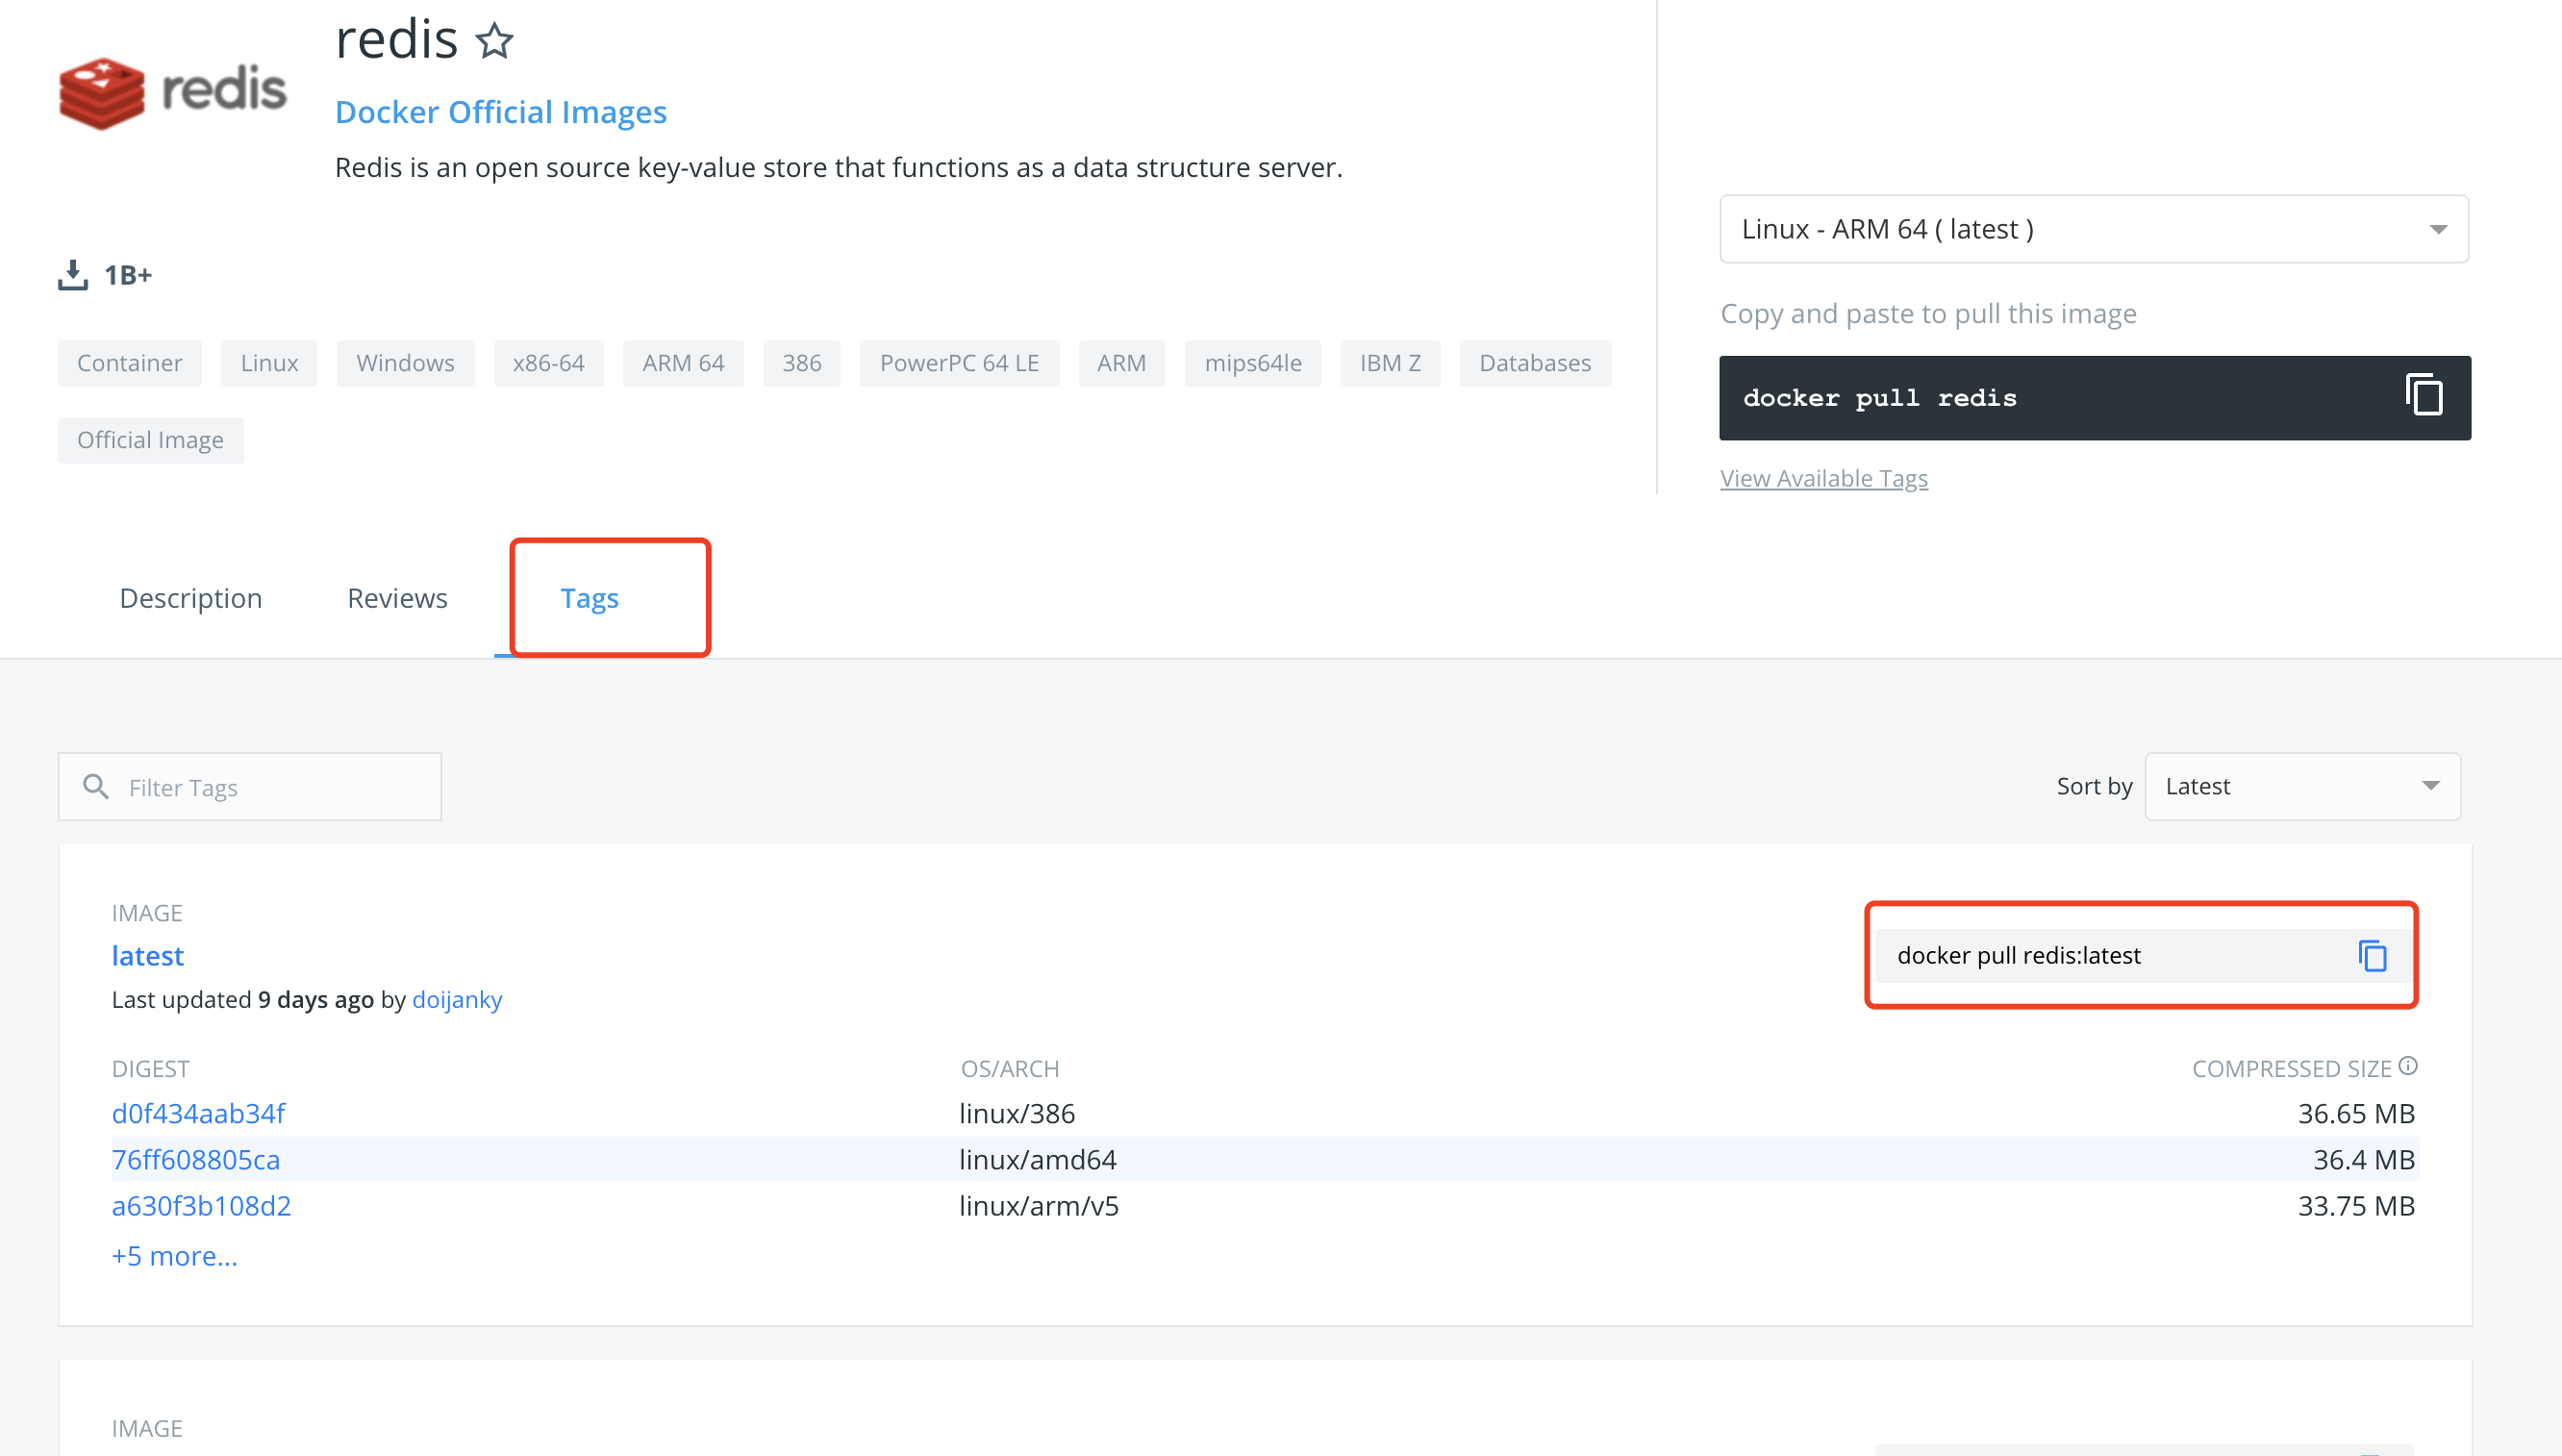 redis
redis
Docker Official Images
Redis is an open source key-value store that functions as a data structure server.
1B+
Container Linux Windows x86-64 ARM 64 386 PowerPC 64 LE ARM mips64le IBM Z Databases
Official Image
Linux - ARM 64 ( latest )
Copy and paste to pull this image
docker pull redis
View Available Tags
Description Reviews Tags
Filter Tags
Sort by Latest
IMAGE
latest
Last updated 9 days ago by doijanky
docker pull redis:latest
DIGEST OS/ARCH COMPRESSED SIZE
d0f434aab34f linux/386 36.65 MB
76ff608805ca linux/amd64 36.4 MB
a630f3b108d2 linux/arm/v5 33.75 MB
+5 more...
IMAGE